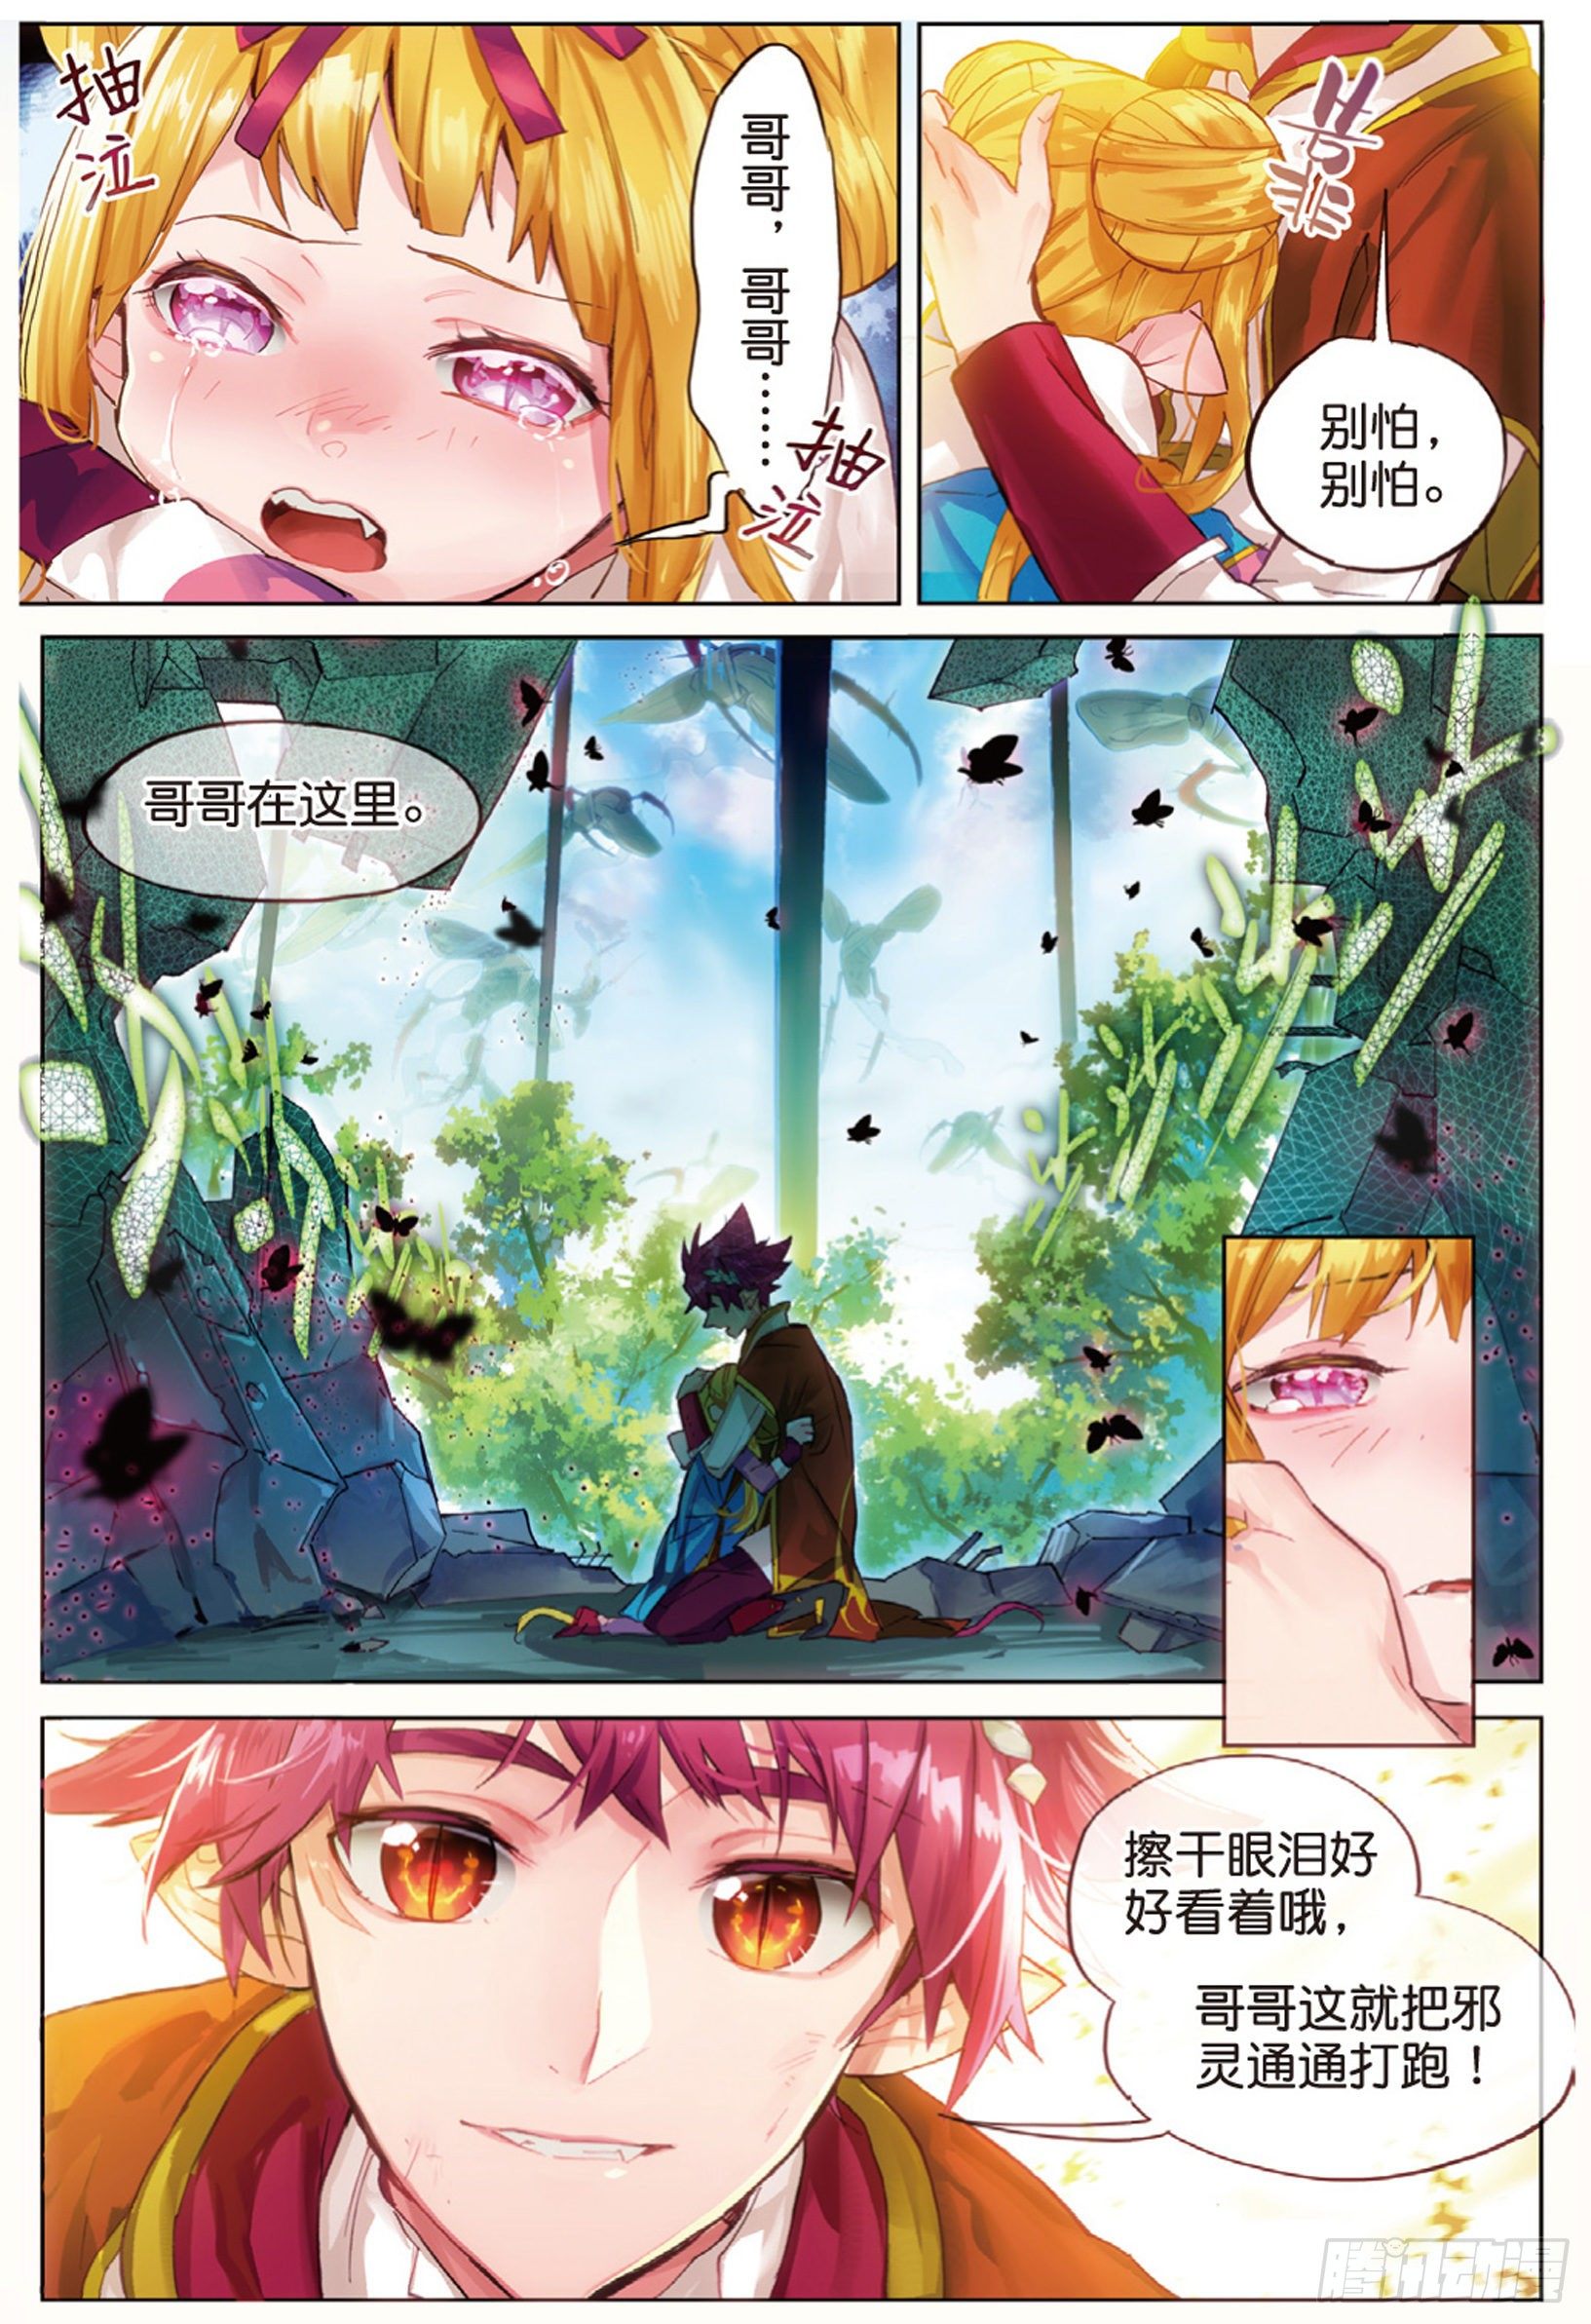 抽泣
哥哥，哥哥……
抽泣
别怕，
别怕。
哥哥在这里。
擦干眼泪好
好看着哦，
哥哥这就把邪
灵通通打跑！
腾讯动漫